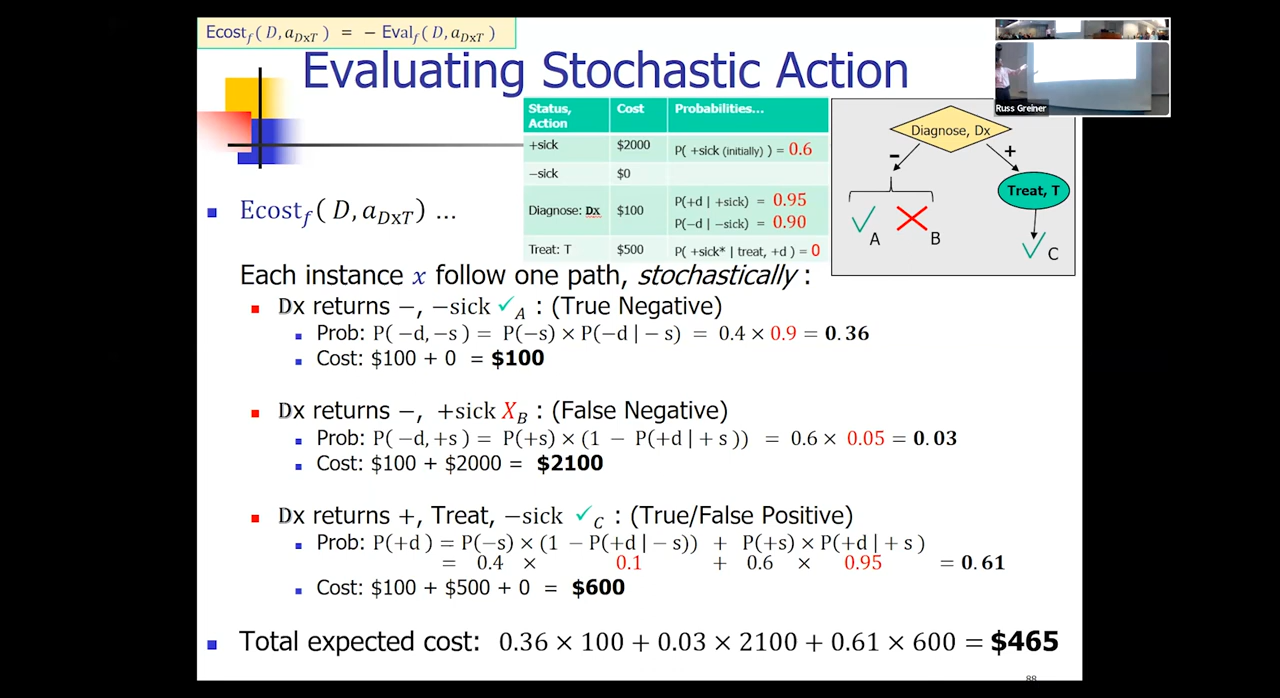 Ecost_f( D, a_DxT ) = − Eval_f( D, a_DxT )
Evaluating Stochastic Action
Russ Greiner
Status, Action Cost Probabilities...
+sick $2000 P( +sick (initially) ) = 0.6
−sick $0
Diagnose: Dx $100 P(+d | +sick) = 0.95
P(−d | −sick) = 0.90
Treat: T $500 P( +sick* | treat, +d ) = 0
Diagnose, Dx
− +
Treat, T
✓ A ✕ B
✓ C
Ecost_f( D, a_DxT) ...
Each instance x follow one path, stochastically :
Dx returns −, −sick ✓_A : (True Negative)
Prob: P( −d, −s ) = P(−s) × P(−d | − s) = 0.4 × 0.9 = 0.36
Cost: $100 + 0 = $100
Dx returns −, +sick X_B : (False Negative)
Prob: P( −d, +s ) = P(+s) × (1 − P(+d | + s )) = 0.6 × 0.05 = 0.03
Cost: $100 + $2000 = $2100
Dx returns +, Treat, −sick ✓_C : (True/False Positive)
Prob: P(+d ) = P(−s) × (1 − P(+d | − s)) + P(+s) × P(+d | + s )
= 0.4 × 0.1 + 0.6 × 0.95 = 0.61
Cost: $100 + $500 + 0 = $600
Total expected cost: 0.36 × 100 + 0.03 × 2100 + 0.61 × 600 = $465
88